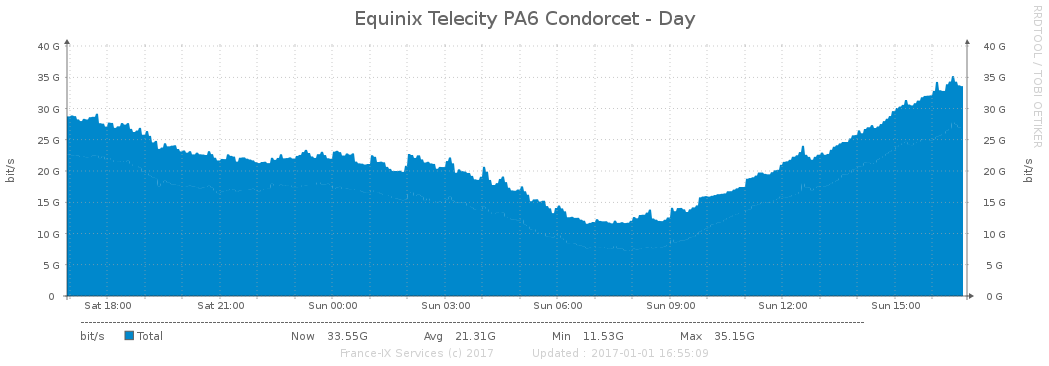 Equinix Telecity PA6 Condorcet - Day
RRDTOOL / TOBI OETIKER
bit/s
40 G
35 G
30 G
25 G
20 G
15 G
10 G
5 G
0
40 G
35 G
30 G
25 G
20 G
15 G
10 G
5 G
0 G
bit/s
Sat 18:00 Sat 21:00 Sun 00:00 Sun 03:00 Sun 06:00 Sun 09:00 Sun 12:00 Sun 15:00
bit/s Total Now 33.55G Avg 21.31G Min 11.53G Max 35.15G
France-IX Services (c) 2017 Updated : 2017-01-01 16:55:09